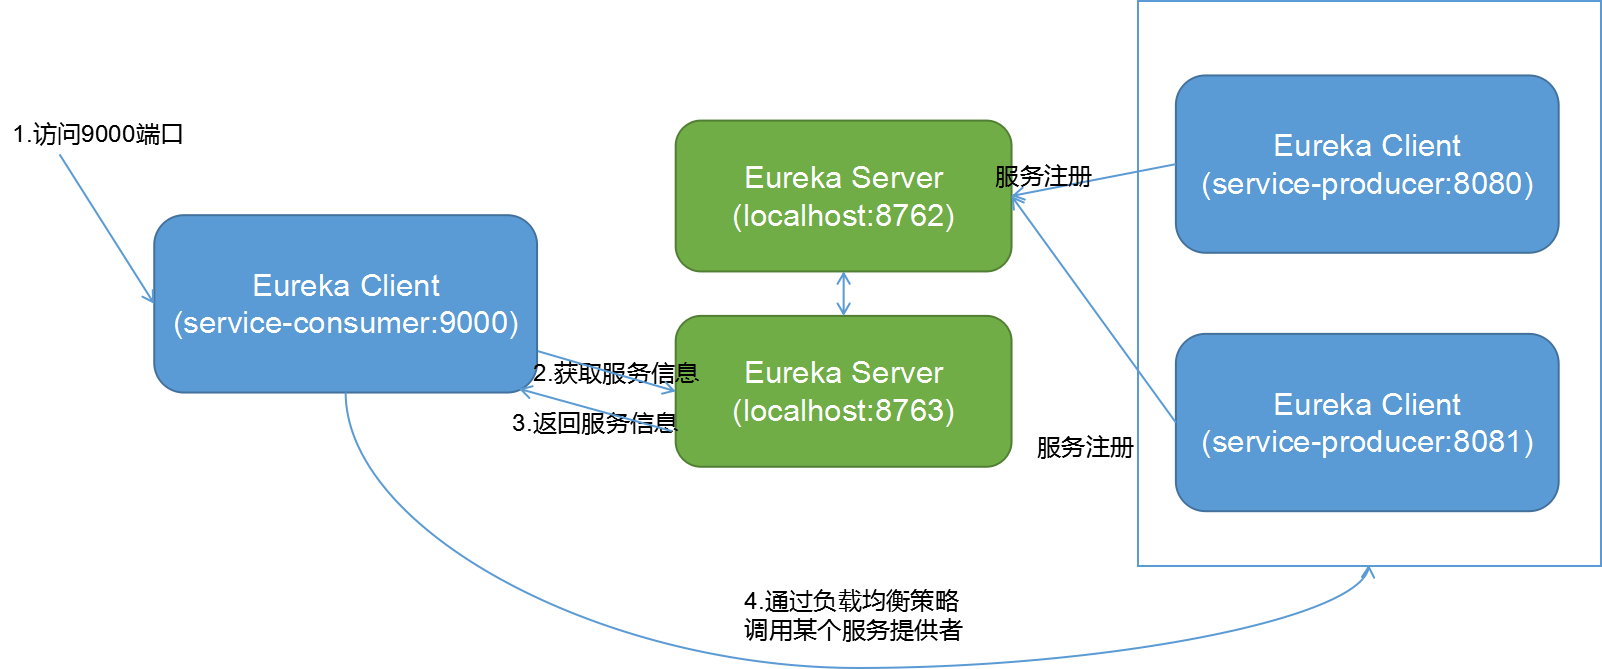 1.访问9000端口
Eureka Client
(service-consumer:9000)
2.获取服务信息
3.返回服务信息
Eureka Server
(localhost:8762)
Eureka Server
(localhost:8763)
服务注册
服务注册
Eureka Client
(service-producer:8080)
Eureka Client
(service-producer:8081)
4.通过负载均衡策略
调用某个服务提供者